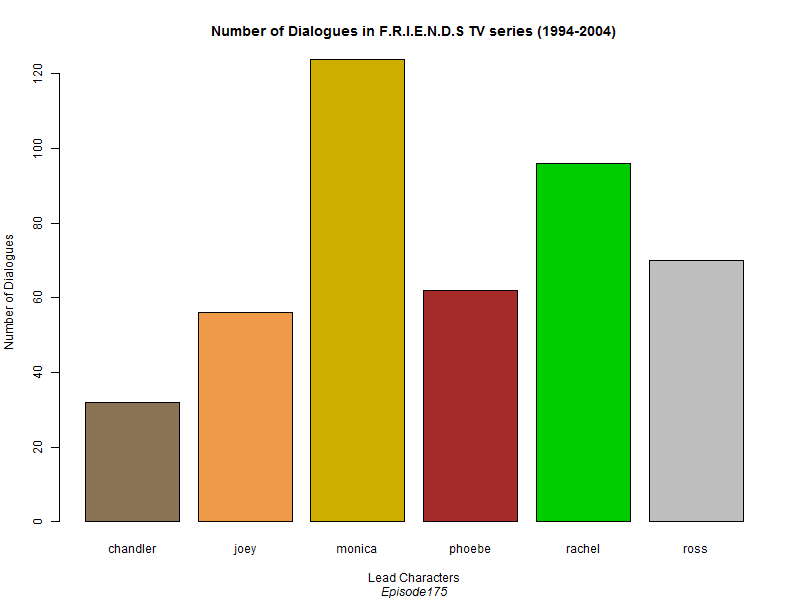 Number of Dialogues in F.R.I.E.N.D.S TV series (1994-2004)
Number of Dialogues
120
100
80
60
40
20
0
chandler joey monica phoebe rachel ross
Lead Characters
Episode175